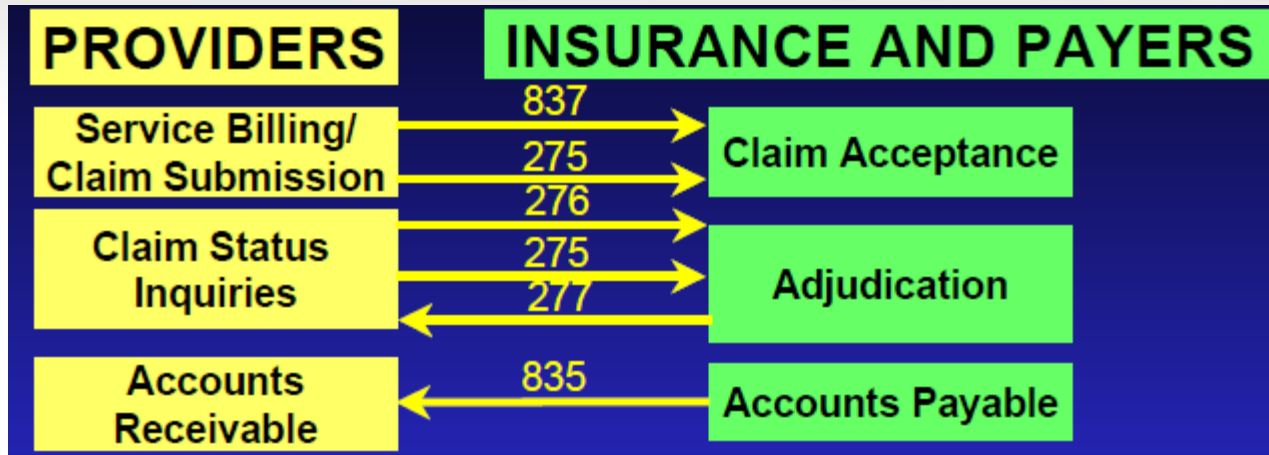 PROVIDERS
INSURANCE AND PAYERS
Service Billing/
Claim Submission
837
275
Claim Acceptance
Claim Status
Inquiries
276
275
277
Adjudication
Accounts
Receivable
835
Accounts Payable